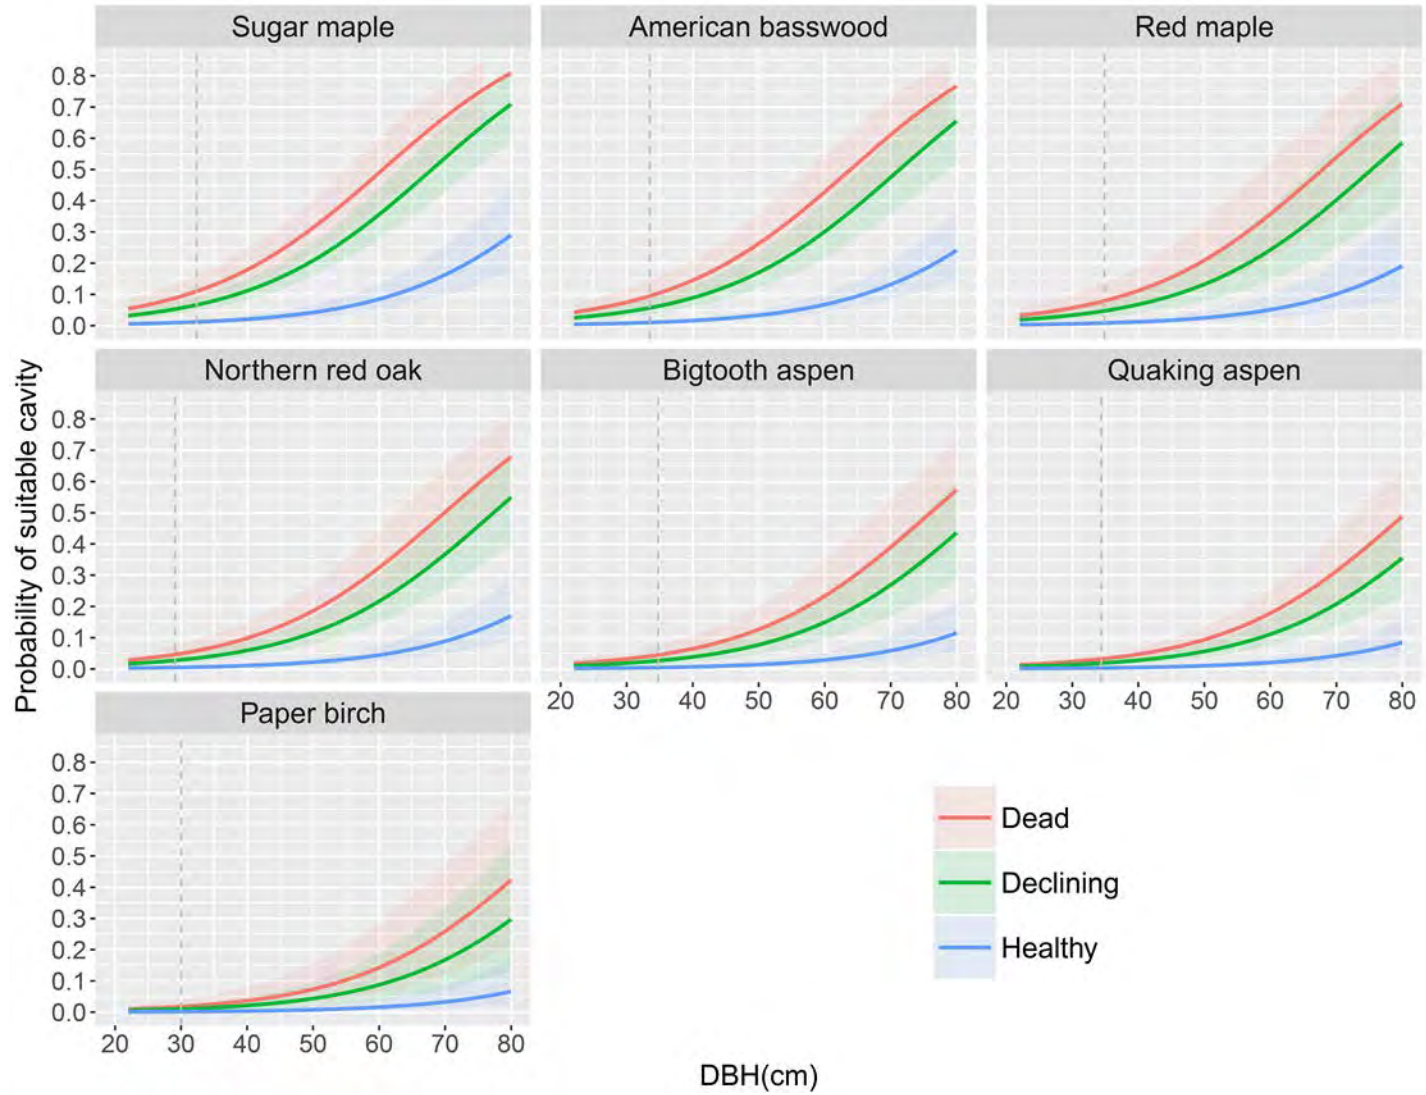 Sugar maple
American basswood
Red maple
0.8
0.7
0.6
0.5
0.4
0.3
0.2
0.1
0.0
Northern red oak
Bigtooth aspen
Quaking aspen
0.8
0.7
0.6
0.5
0.4
0.3
0.2
0.1
0.0
20 30 40 50 60 70 80
20 30 40 50 60 70 80
Probability of suitable cavity
Paper birch
0.8
0.7
0.6
0.5
0.4
0.3
0.2
0.1
0.0
20 30 40 50 60 70 80
Dead
Declining
Healthy
DBH(cm)